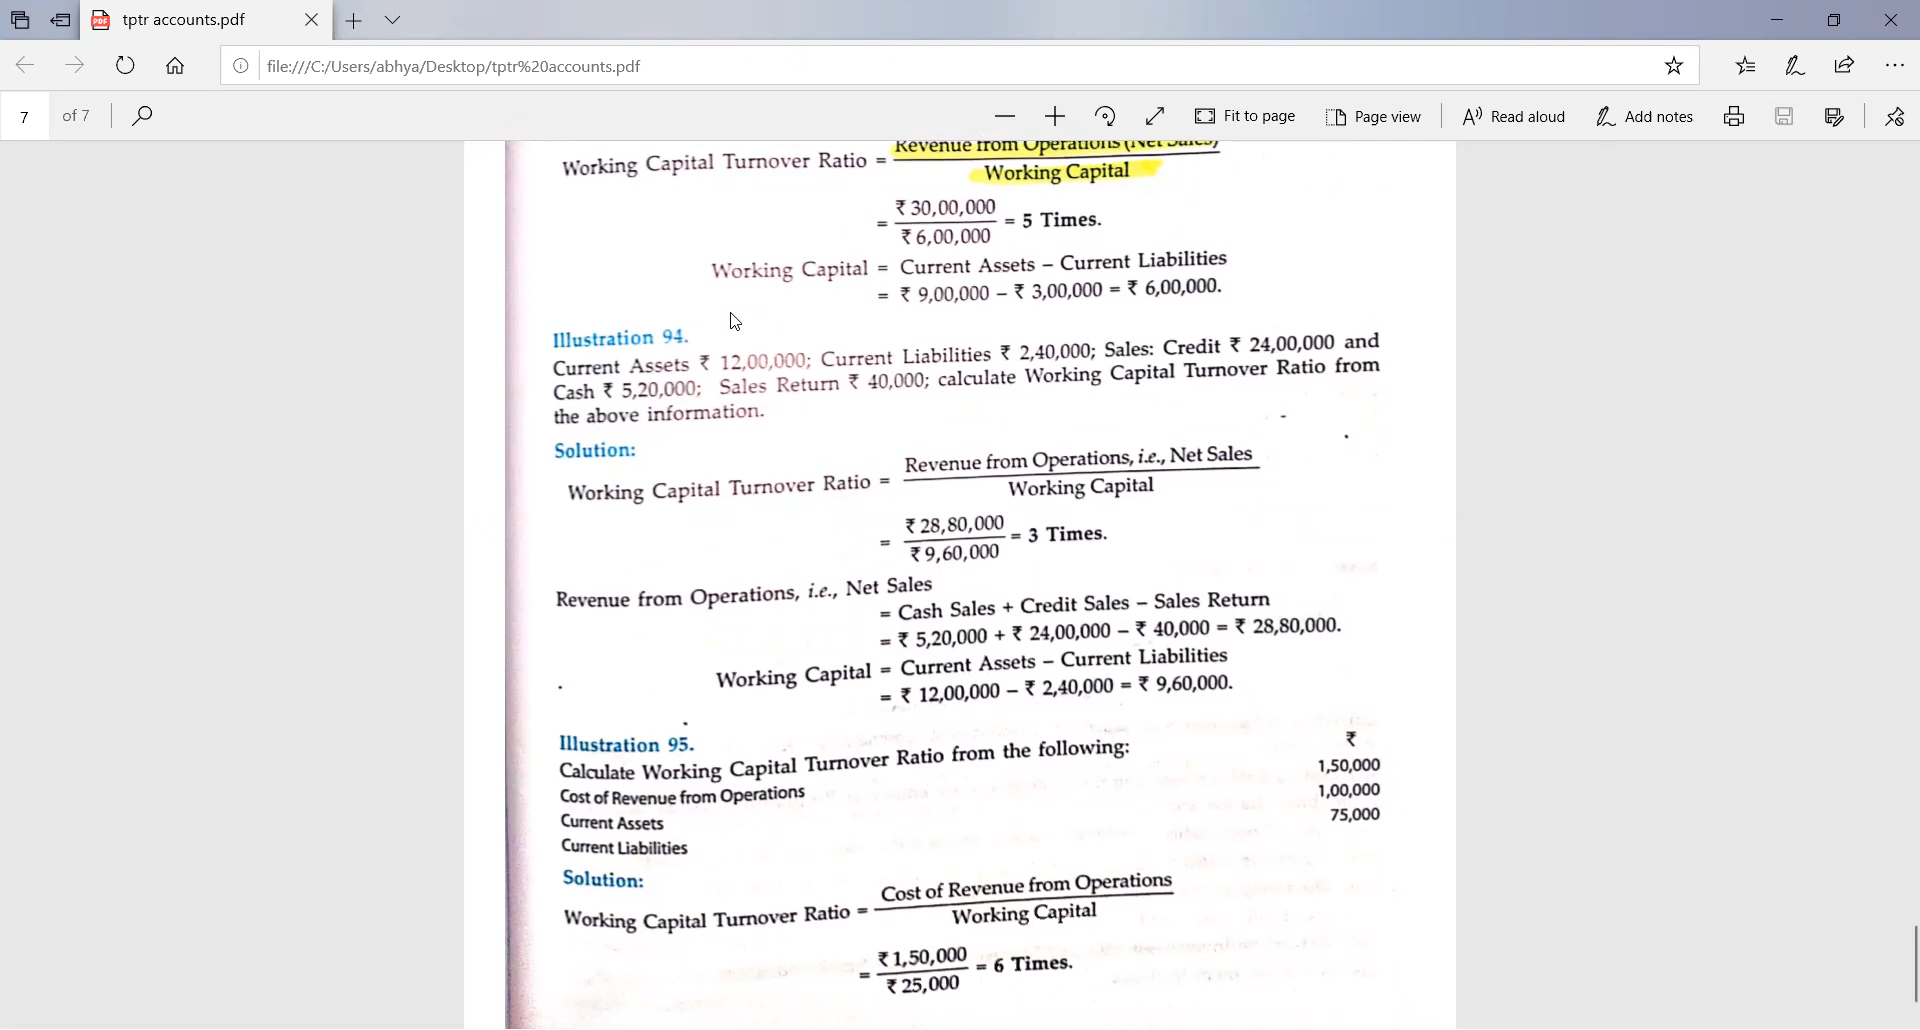 tptr accounts.pdf
file:///C:/Users/abhya/Desktop/tptr%20accounts.pdf
7 of 7
Fit to page
Page view
Read aloud
Add notes
Revenue from Operations (Net Sales)
Working Capital Turnover Ratio =
Working Capital
= ₹ 30,00,000
₹ 6,00,000
= 5 Times.
Working Capital = Current Assets – Current Liabilities
= ₹ 9,00,000 – ₹ 3,00,000 = ₹ 6,00,000.
Illustration 94.
Current Assets ₹ 12,00,000; Current Liabilities ₹ 2,40,000; Sales: Credit ₹ 24,00,000 and
Cash ₹ 5,20,000; Sales Return ₹ 40,000; calculate Working Capital Turnover Ratio from
the above information.
Solution:
Revenue from Operations, i.e., Net Sales
Working Capital Turnover Ratio =
Working Capital
= ₹ 28,80,000
₹ 9,60,000
= 3 Times.
Revenue from Operations, i.e., Net Sales
= Cash Sales + Credit Sales – Sales Return
= ₹ 5,20,000 + ₹ 24,00,000 – ₹ 40,000 = ₹ 28,80,000.
Working Capital = Current Assets – Current Liabilities
= ₹ 12,00,000 – ₹ 2,40,000 = ₹ 9,60,000.
Illustration 95.
Calculate Working Capital Turnover Ratio from the following: ₹
Cost of Revenue from Operations 1,50,000
Current Assets 1,00,000
Current Liabilities 75,000
Solution:
Cost of Revenue from Operations
Working Capital Turnover Ratio =
Working Capital
= ₹ 1,50,000
₹ 25,000
= 6 Times.